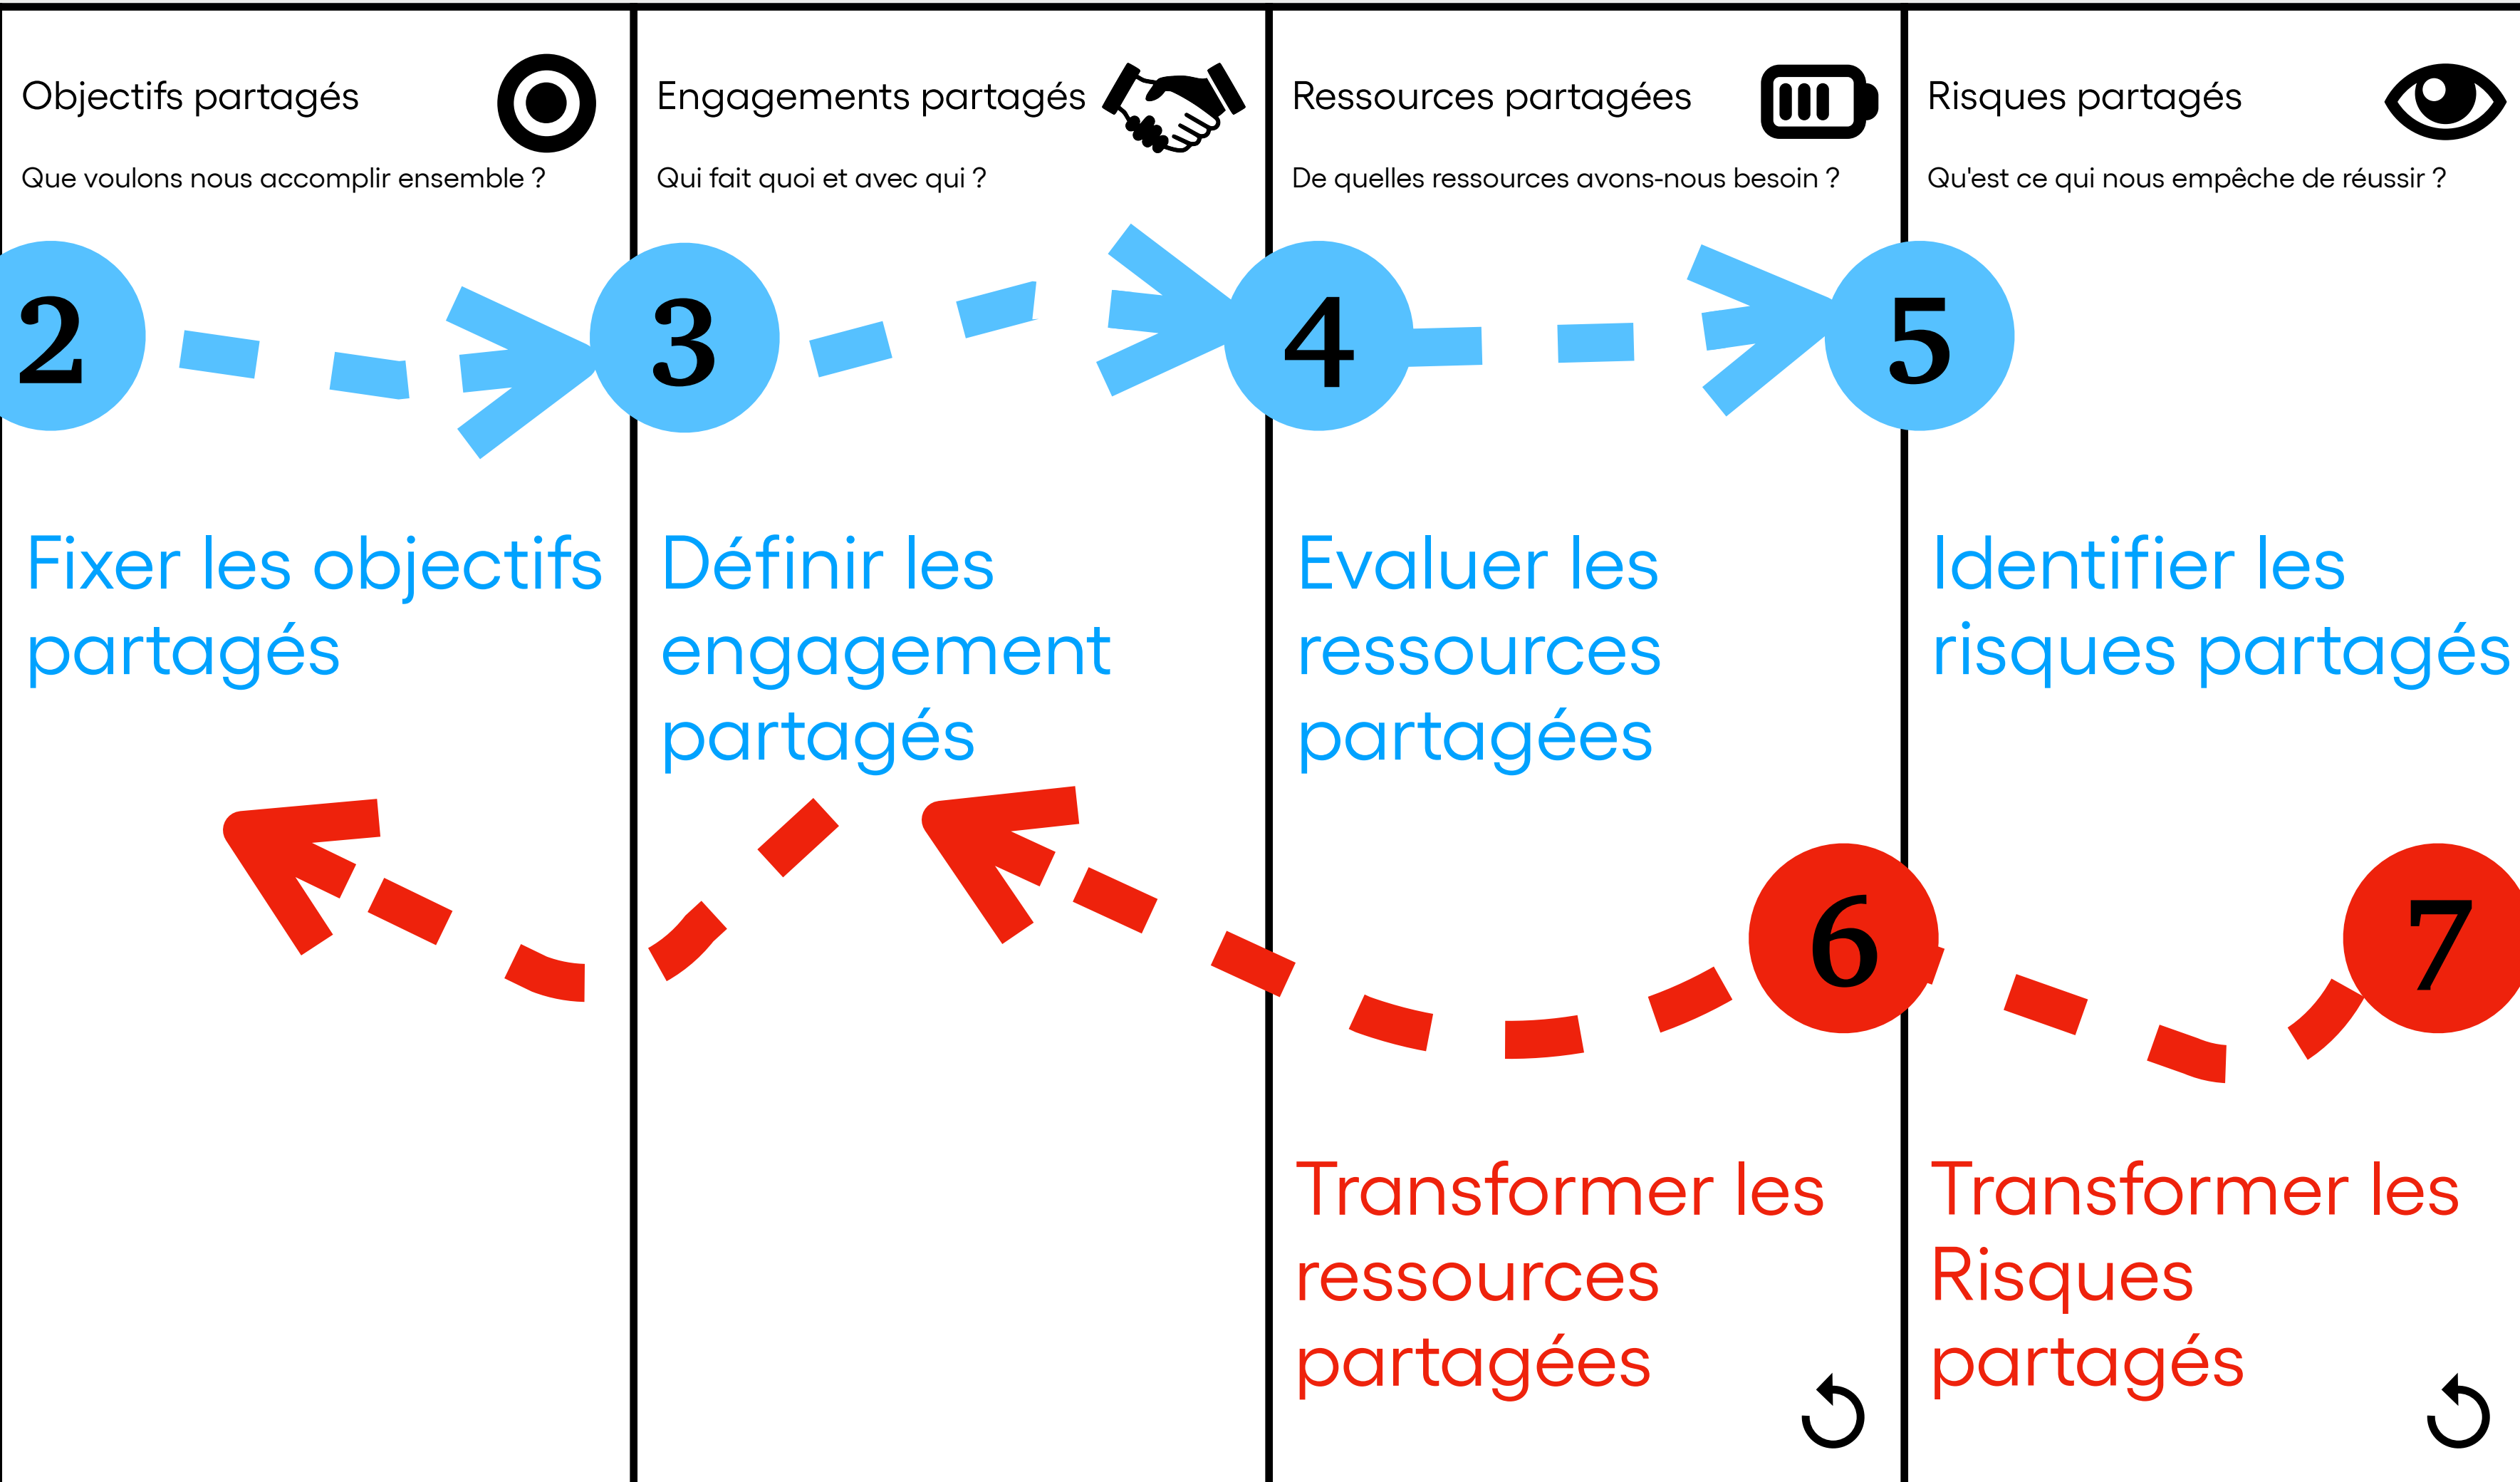 Objectifs partagés
Que voulons nous accomplir ensemble ?
Engagements partagés
Qui fait quoi et avec qui ?
Ressources partagées
De quelles ressources avons-nous besoin ?
Risques partagés
Qu'est ce qui nous empêche de réussir ?
2
3
4
5
Fixer les objectifs
partagés
Définir les
engagement
partagés
Evaluer les
ressources
partagées
Identifier les
risques partagés
6
7
Transformer les
ressources
partagées
Transformer les
Risques
partagés